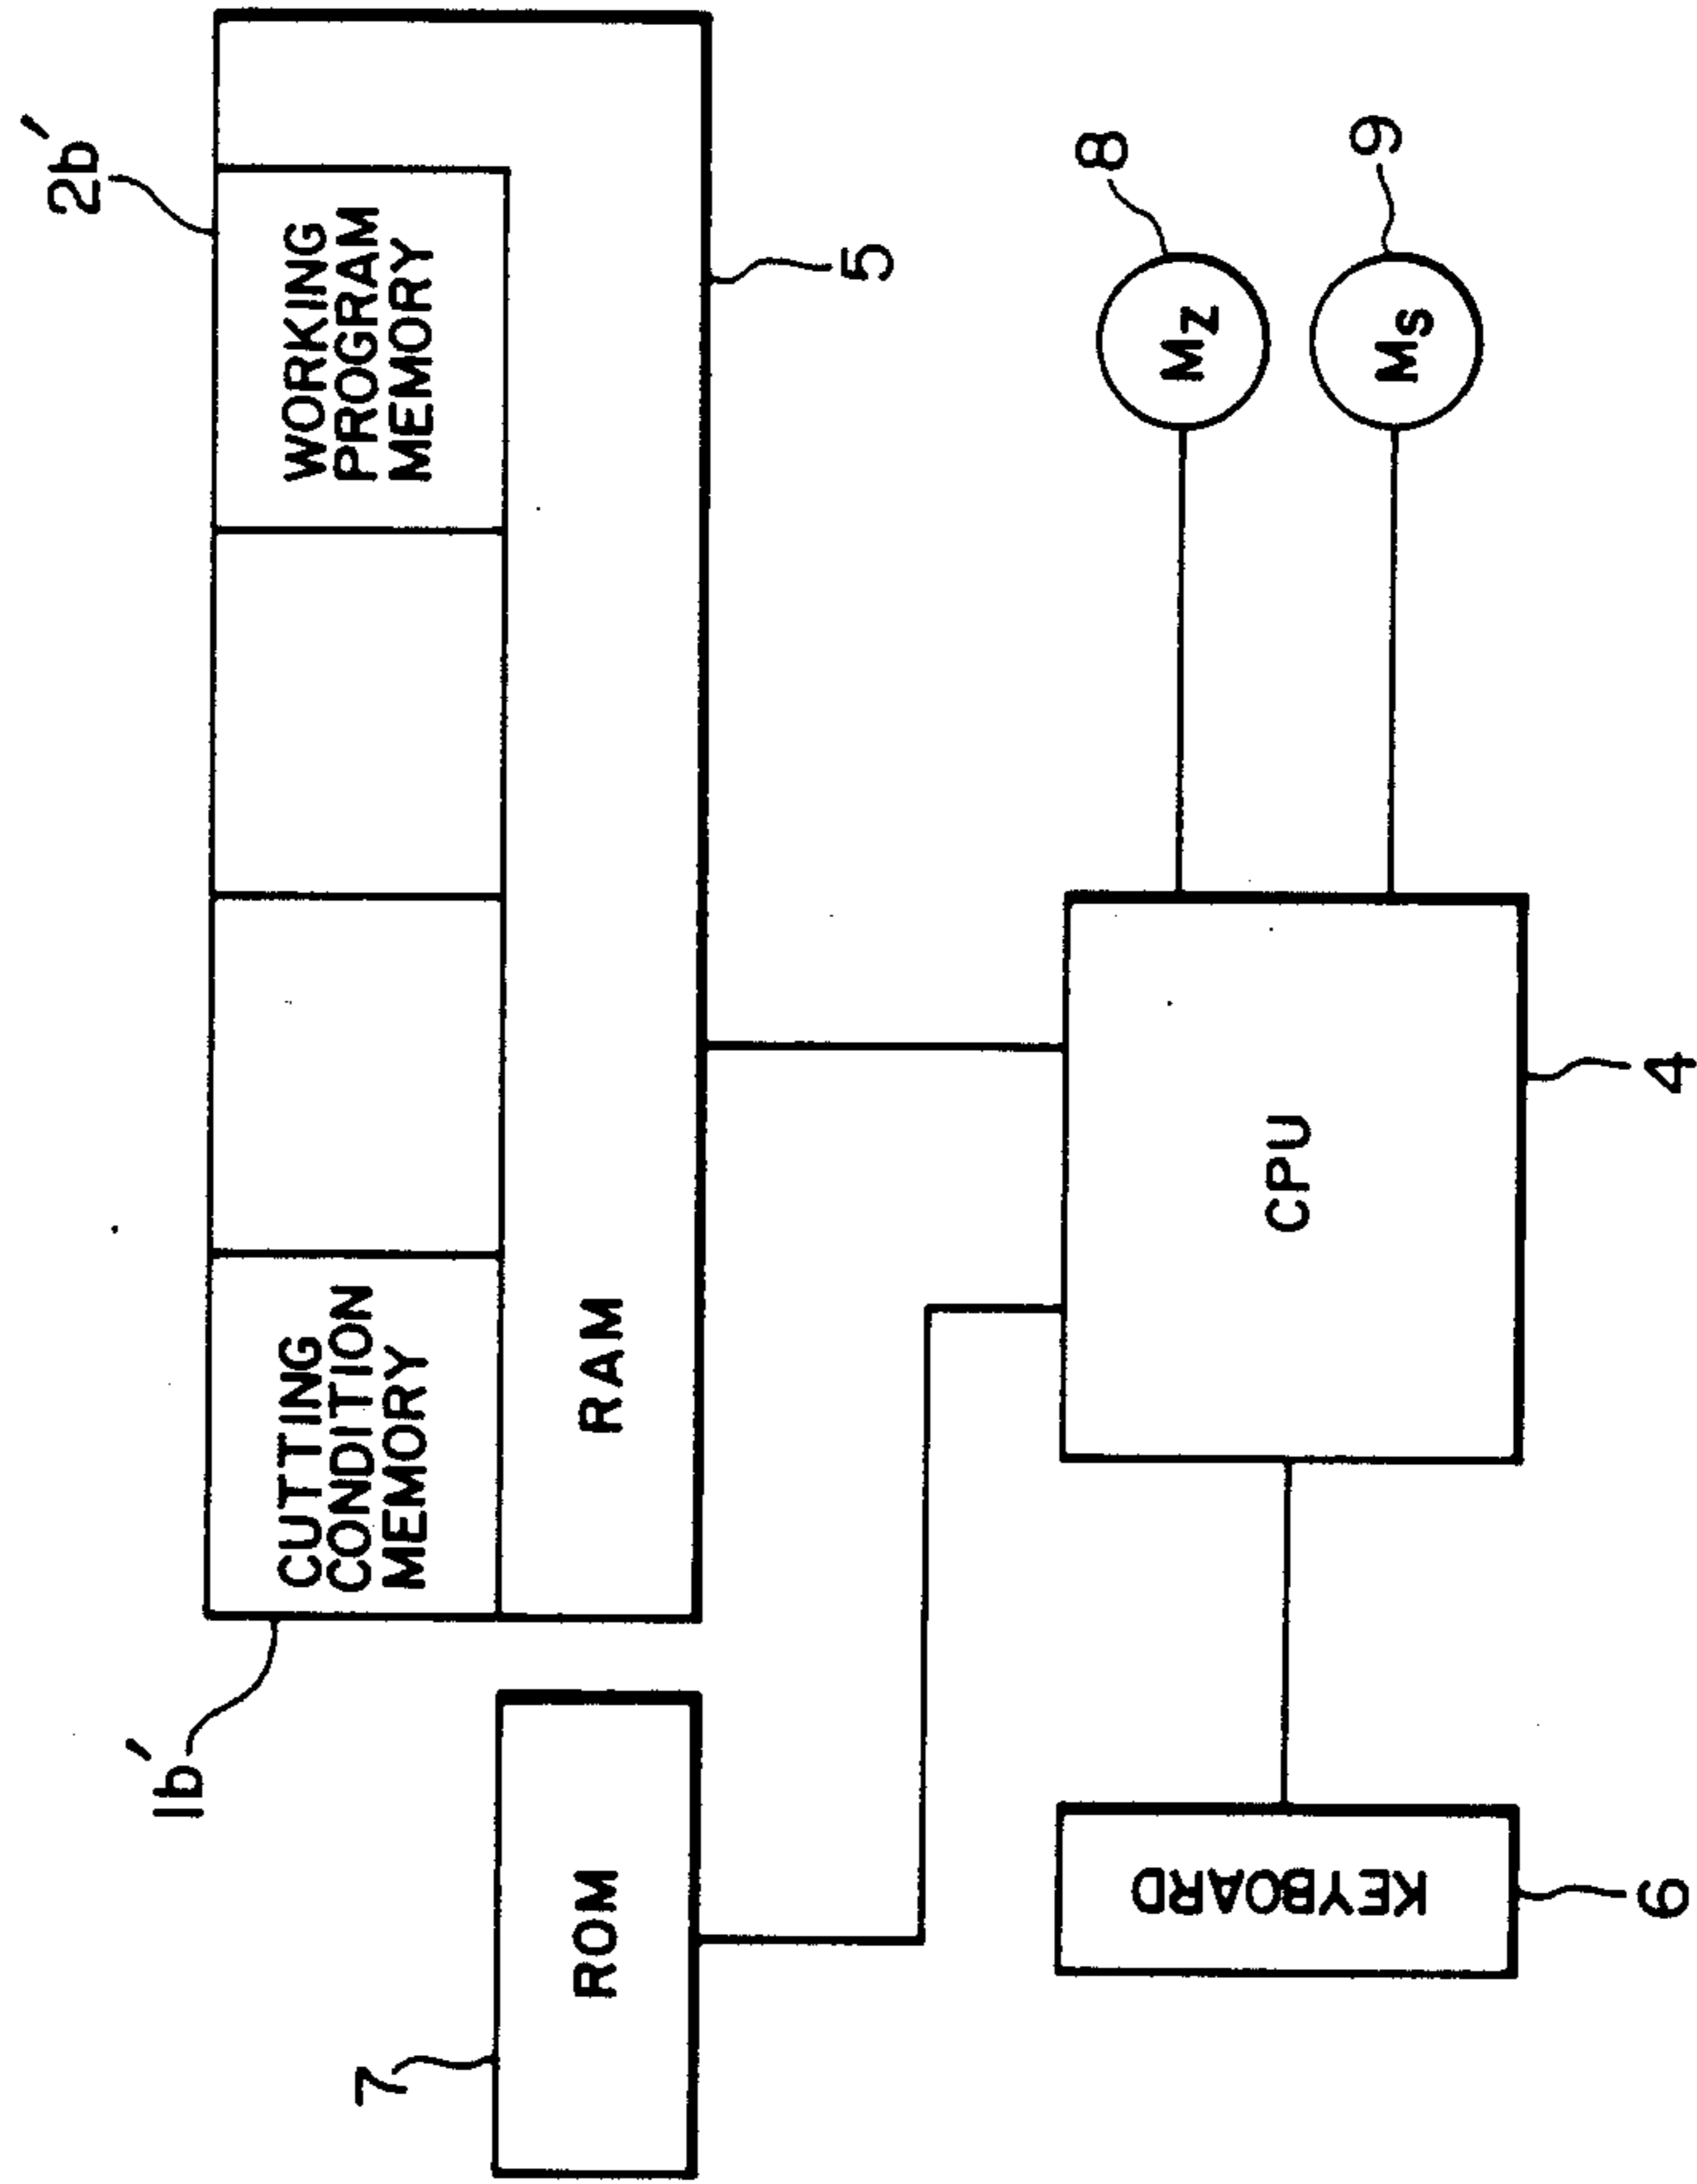 2b'
1b'
CUTTING
CONDITION
MEMORY
WORKING
PROGRAM
MEMORY
7
ROM
RAM
5
8
MZ
KEYBOARD
CPU
9
MS
6
4